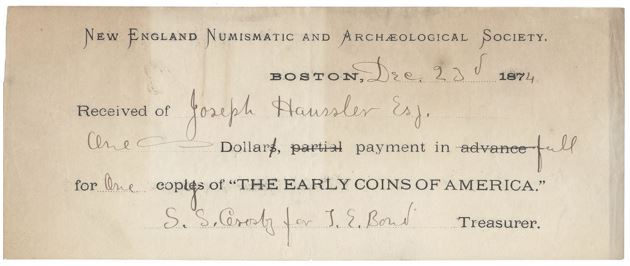 NEW ENGLAND NUMISMATIC AND ARCHÆOLOGICAL SOCIETY.
BOSTON, Dec. 23d 1874
Received of Joseph Haussler Esq.
One Dollars, partial payment in advance full
for One copies of "THE EARLY COINS OF AMERICA."
S. S. Crosby for T. E. Bond Treasurer.